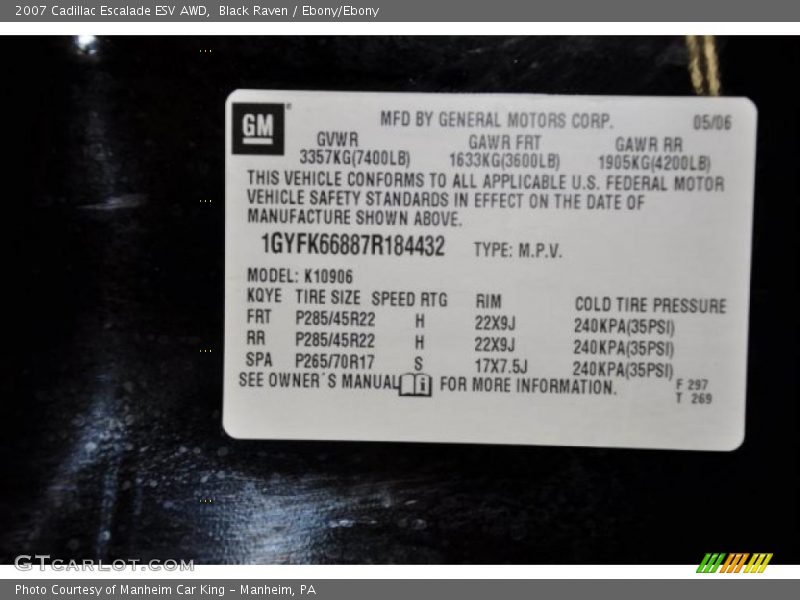 2007 Cadillac Escalade ESV AWD,  Black Raven / Ebony/Ebony
GM
MFD BY GENERAL MOTORS CORP. 05/06
GVWR GAWR FRT GAWR RR
3357KG(7400LB) 1633KG(3600LB) 1905KG(4200LB)
THIS VEHICLE CONFORMS TO ALL APPLICABLE U.S. FEDERAL MOTOR
VEHICLE SAFETY STANDARDS IN EFFECT ON THE DATE OF
MANUFACTURE SHOWN ABOVE.
1GYFK66887R184432 TYPE: M.P.V.
MODEL: K10906
KQYE TIRE SIZE SPEED RTG RIM COLD TIRE PRESSURE
FRT P285/45R22 H 22X9J 240KPA(35PSI)
RR P285/45R22 H 22X9J 240KPA(35PSI)
SPA P265/70R17 S 17X7.5J 240KPA(35PSI)
SEE OWNER'S MANUAL FOR MORE INFORMATION.
F 297
T 269
GTCARLOT.COM
Photo Courtesy of Manheim Car King - Manheim, PA